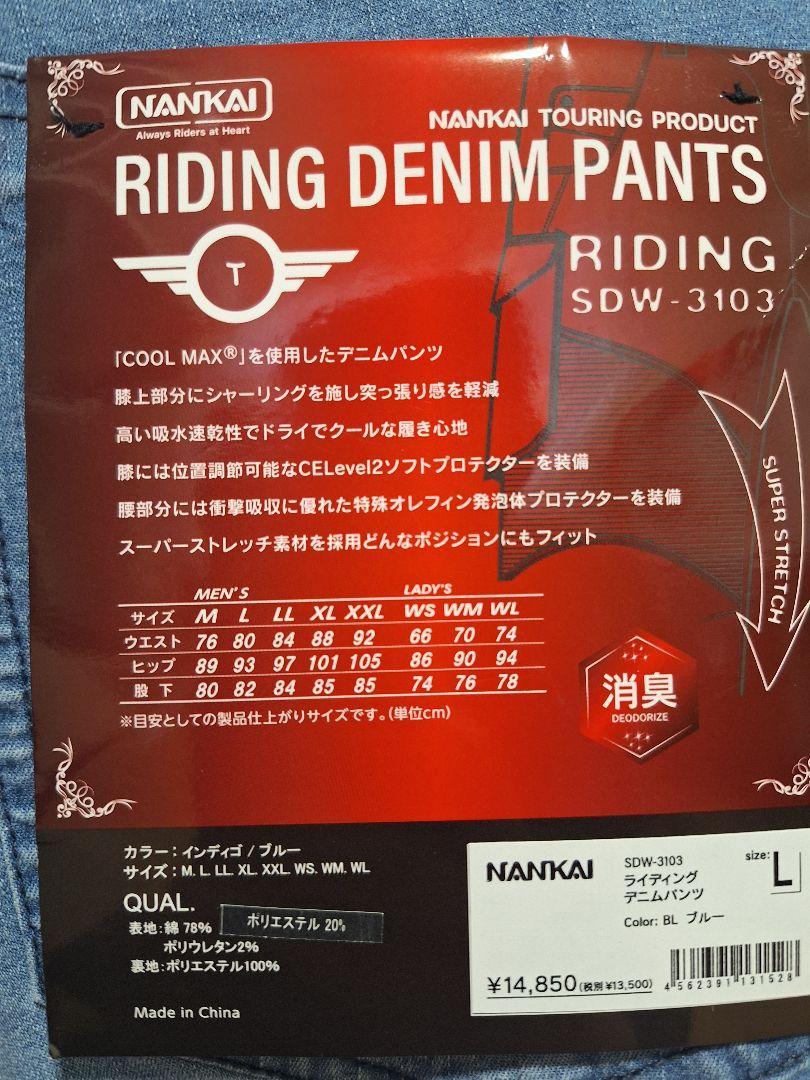 NANKAI
Always Riders at Heart
NANKAI TOURING PRODUCT
RIDING DENIM PANTS
T
RIDING
SDW-3103
「COOL MAX®」を使用したデニムパンツ
膝上部分にシャーリングを施し突っ張り感を軽減
高い吸水速乾性でドライでクールな履き心地
膝には位置調節可能なCELevel2ソフトプロテクターを装備
腰部分には衝撃吸収に優れた特殊オレフィン発泡体プロテクターを装備
スーパーストレッチ素材を採用どんなポジションにもフィット
SUPER STRETCH
MEN'S LADY'S
サイズ M L LL XL XXL WS WM WL
ウエスト 76 80 84 88 92 66 70 74
ヒップ 89 93 97 101 105 86 90 94
股下 80 82 84 85 85 74 76 78
※目安としての製品仕上がりサイズです。(単位cm)
消臭
DEODORIZE
カラー：インディゴ / ブルー
サイズ：M. L. LL. XL. XXL. WS. WM. WL
QUAL.
表地：綿 78% ポリエステル 20%
ポリウレタン2%
裏地：ポリエステル100%
Made in China
NANKAI
SDW-3103
ライディング
デニムパンツ
Color: BL ブルー
size: L
¥14,850(税別 ¥13,500)
4562391131528